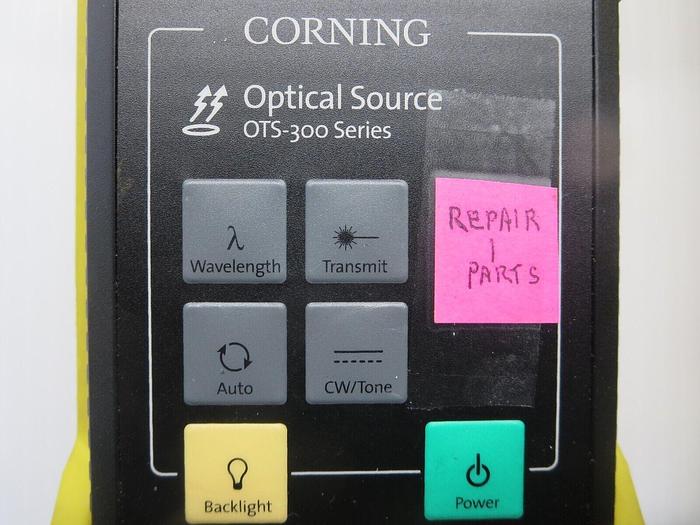 CORNING
Optical Source
OTS-300 Series
λ
Wavelength
Transmit
REPAIR
/
PARTS
Auto
CW/Tone
Backlight
Power